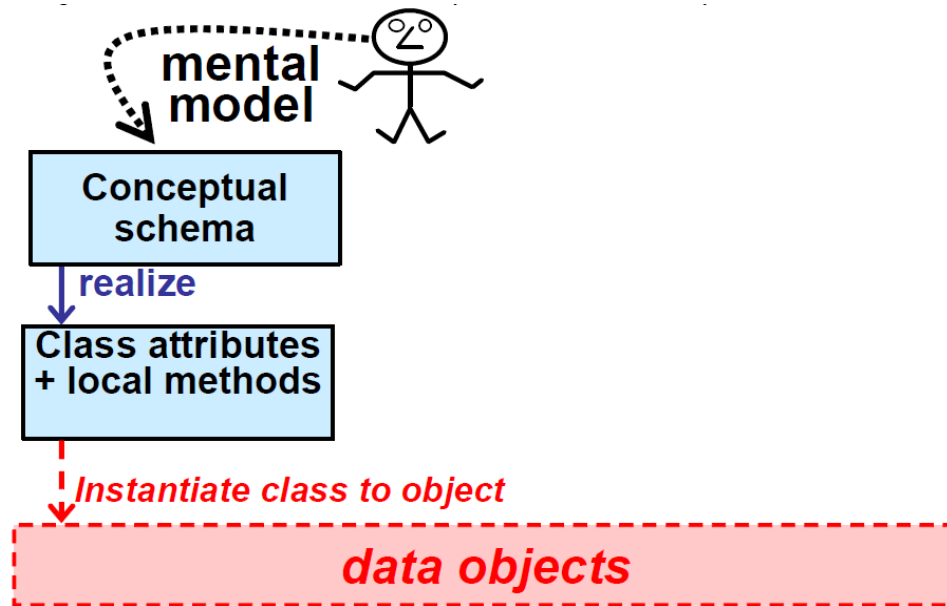 mental
model
Conceptual
schema
realize
Class attributes
+ local methods
Instantiate class to object
data objects